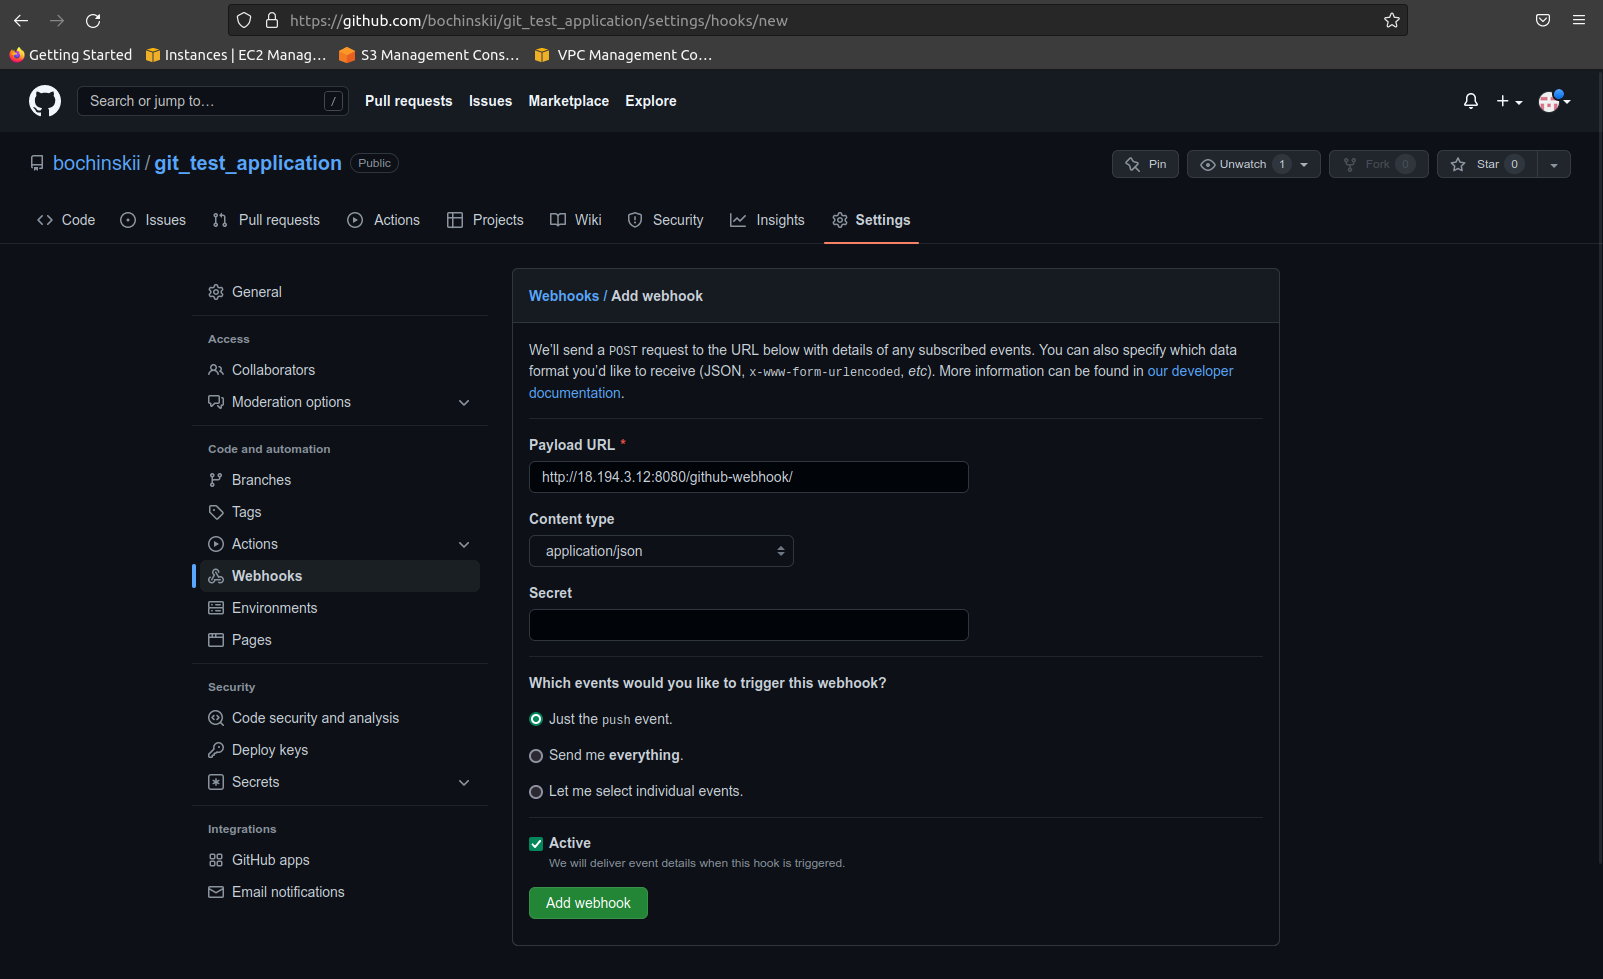 https://github.com/bochinskii/git_test_application/settings/hooks/new
Getting Started Instances | EC2 Manag… S3 Management Cons… VPC Management Co…
Search or jump to… / Pull requests Issues Marketplace Explore
bochinskii / git_test_application Public Pin Unwatch 1 Fork 0 Star 0
Code Issues Pull requests Actions Projects Wiki Security Insights Settings
General
Access
Collaborators
Moderation options
Code and automation
Branches
Tags
Actions
Webhooks
Environments
Pages
Security
Code security and analysis
Deploy keys
Secrets
Integrations
GitHub apps
Email notifications
Webhooks / Add webhook
We’ll send a POST request to the URL below with details of any subscribed events. You can also specify which data
format you’d like to receive (JSON, x-www-form-urlencoded, etc). More information can be found in our developer
documentation.
Payload URL *
http://18.194.3.12:8080/github-webhook/
Content type
application/json
Secret
Which events would you like to trigger this webhook?
Just the push event.
Send me everything.
Let me select individual events.
Active
We will deliver event details when this hook is triggered.
Add webhook